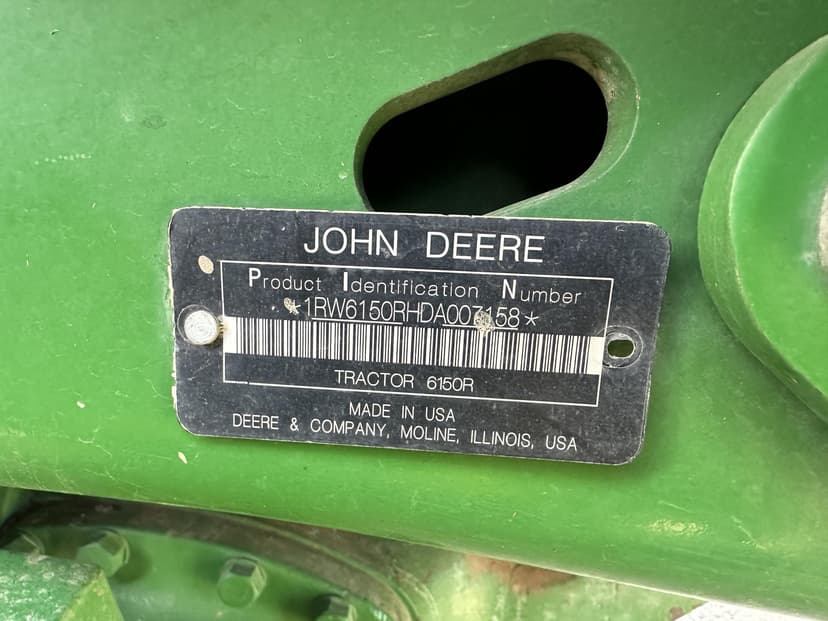 JOHN DEERE
Product Identification Number
*1RW6150RHDA007158*
TRACTOR 6150R
MADE IN USA
DEERE & COMPANY, MOLINE, ILLINOIS, USA